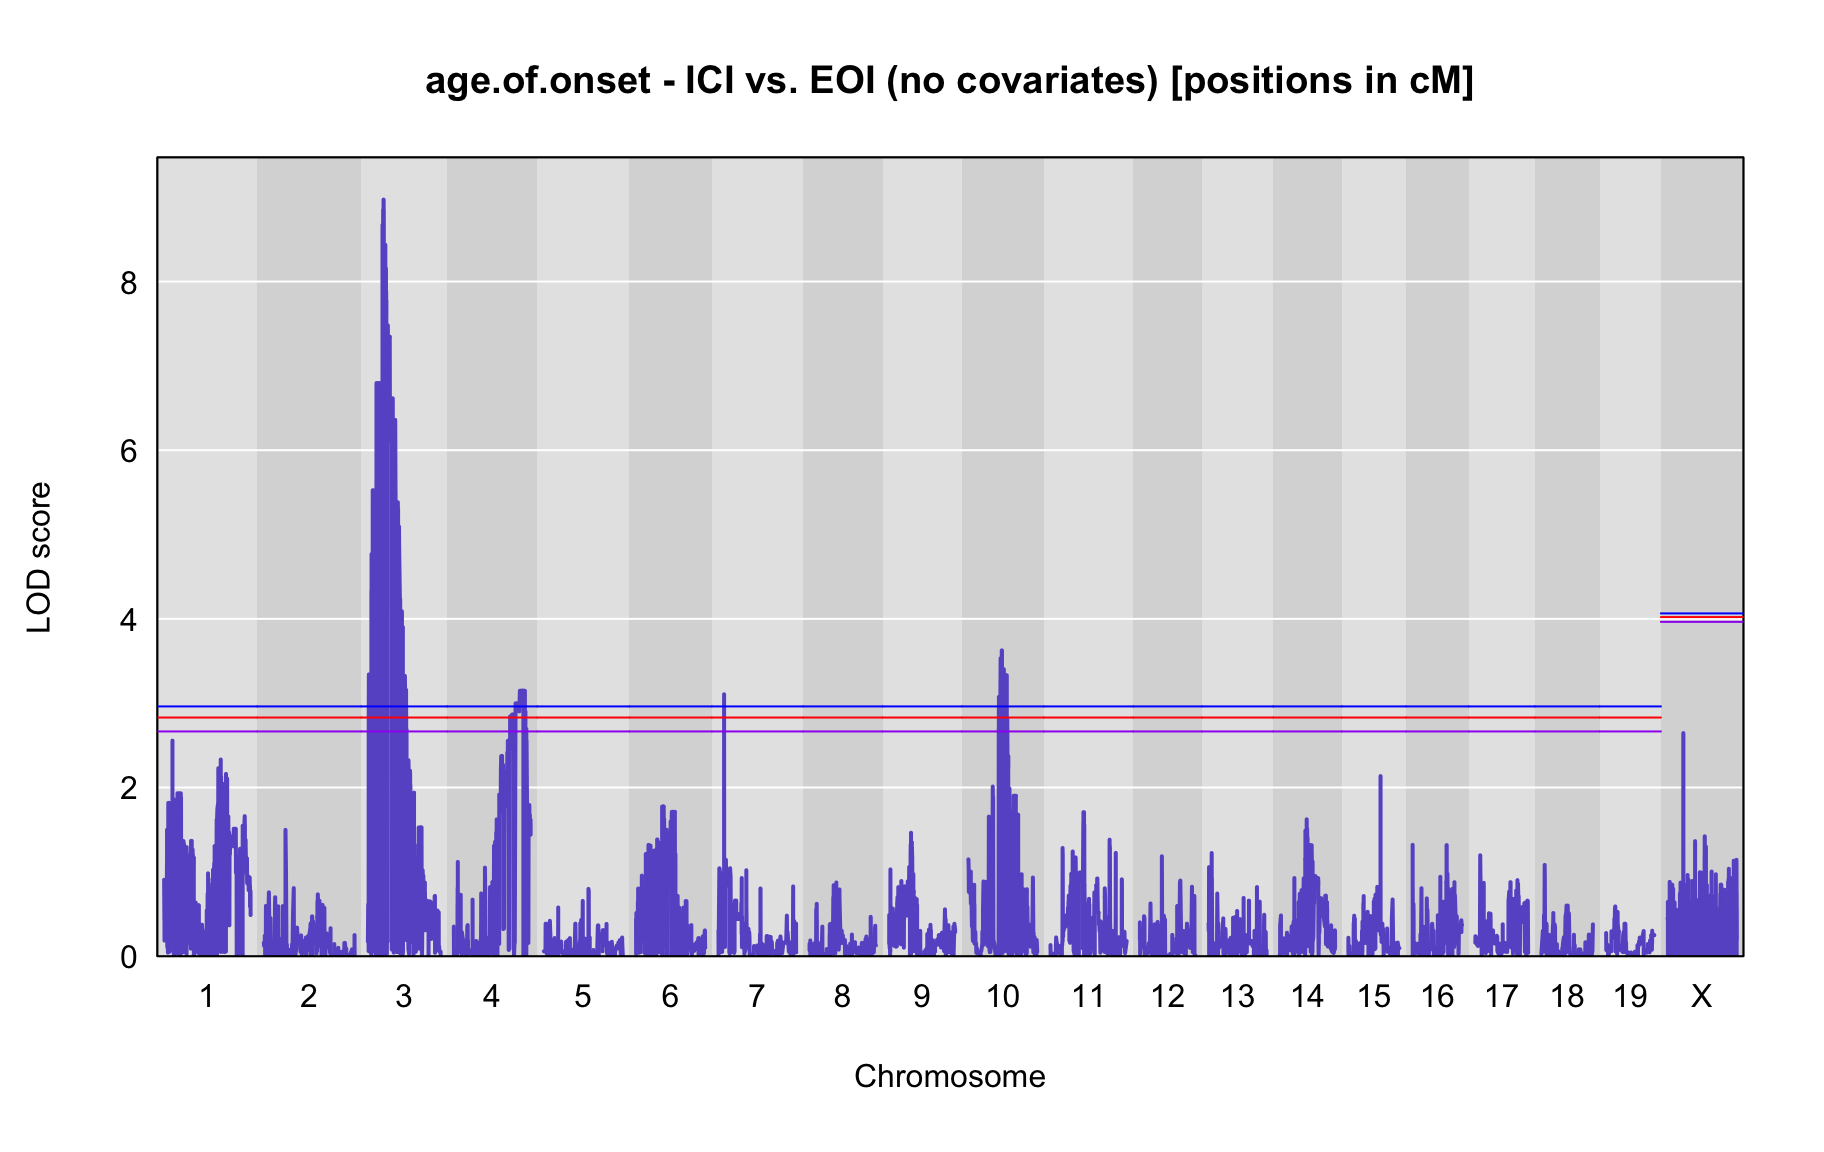 age.of.onset - ICI vs. EOI (no covariates) [positions in cM]
8
6
4
2
0
LOD score
1 2 3 4 5 6 7 8 9 10 11 12 13 14 15 16 17 18 19 X
Chromosome